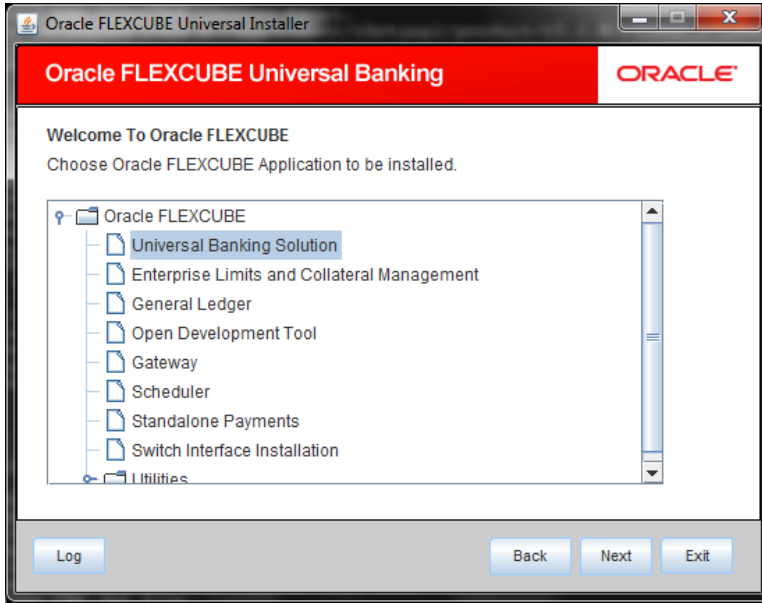 Oracle FLEXCUBE Universal Installer
Oracle FLEXCUBE Universal Banking
ORACLE
Welcome To Oracle FLEXCUBE
Choose Oracle FLEXCUBE Application to be installed.
Oracle FLEXCUBE
Universal Banking Solution
Enterprise Limits and Collateral Management
General Ledger
Open Development Tool
Gateway
Scheduler
Standalone Payments
Switch Interface Installation
Utilities
Log Back Next Exit